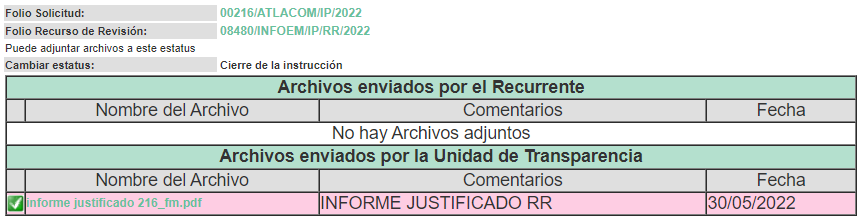 Folio Solicitud: 00216/ATLACOM/IP/2022
Folio Recurso de Revisión: 08480/INFOEM/IP/RR/2022
Puede adjuntar archivos a este estatus
Cambiar estatus: Cierre de la instrucción
Archivos enviados por el Recurrente
Nombre del Archivo Comentarios Fecha
No hay Archivos adjuntos
Archivos enviados por la Unidad de Transparencia
Nombre del Archivo Comentarios Fecha
informe justificado 216_fm.pdf INFORME JUSTIFICADO RR 30/05/2022